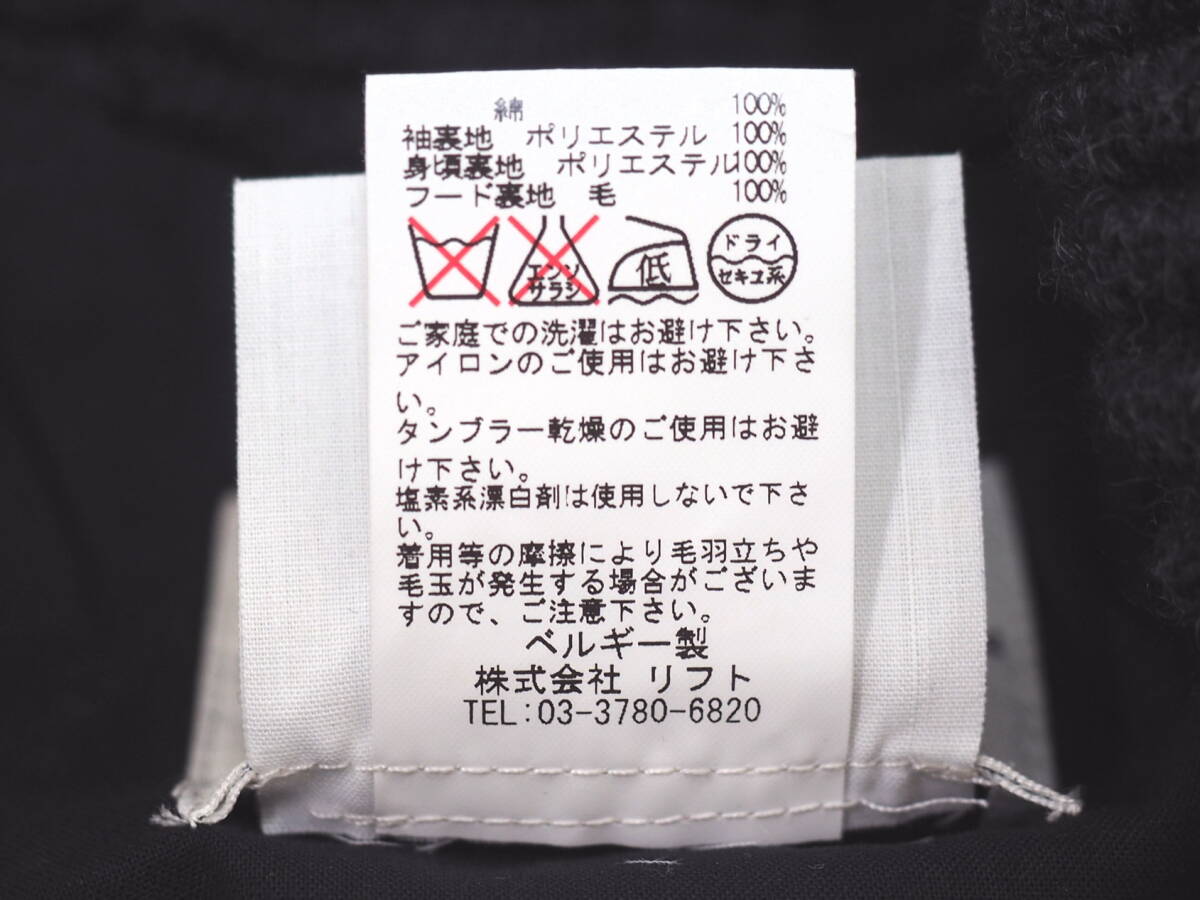 綿 100%
袖裏地 ポリエステル 100%
身頃裏地 ポリエステル 100%
フード裏地 毛 100%
エンソ
サラシ
低
ドライ
セキユ系
ご家庭での洗濯はお避け下さい。
アイロンのご使用はお避け下さ
い。
タンブラー乾燥のご使用はお避
け下さい。
塩素系漂白剤は使用しないで下さ
い。
着用等の摩擦により毛羽立ちや
毛玉が発生する場合がございま
すので、ご注意下さい。
ベルギー製
株式会社 リフト
TEL:03-3780-6820